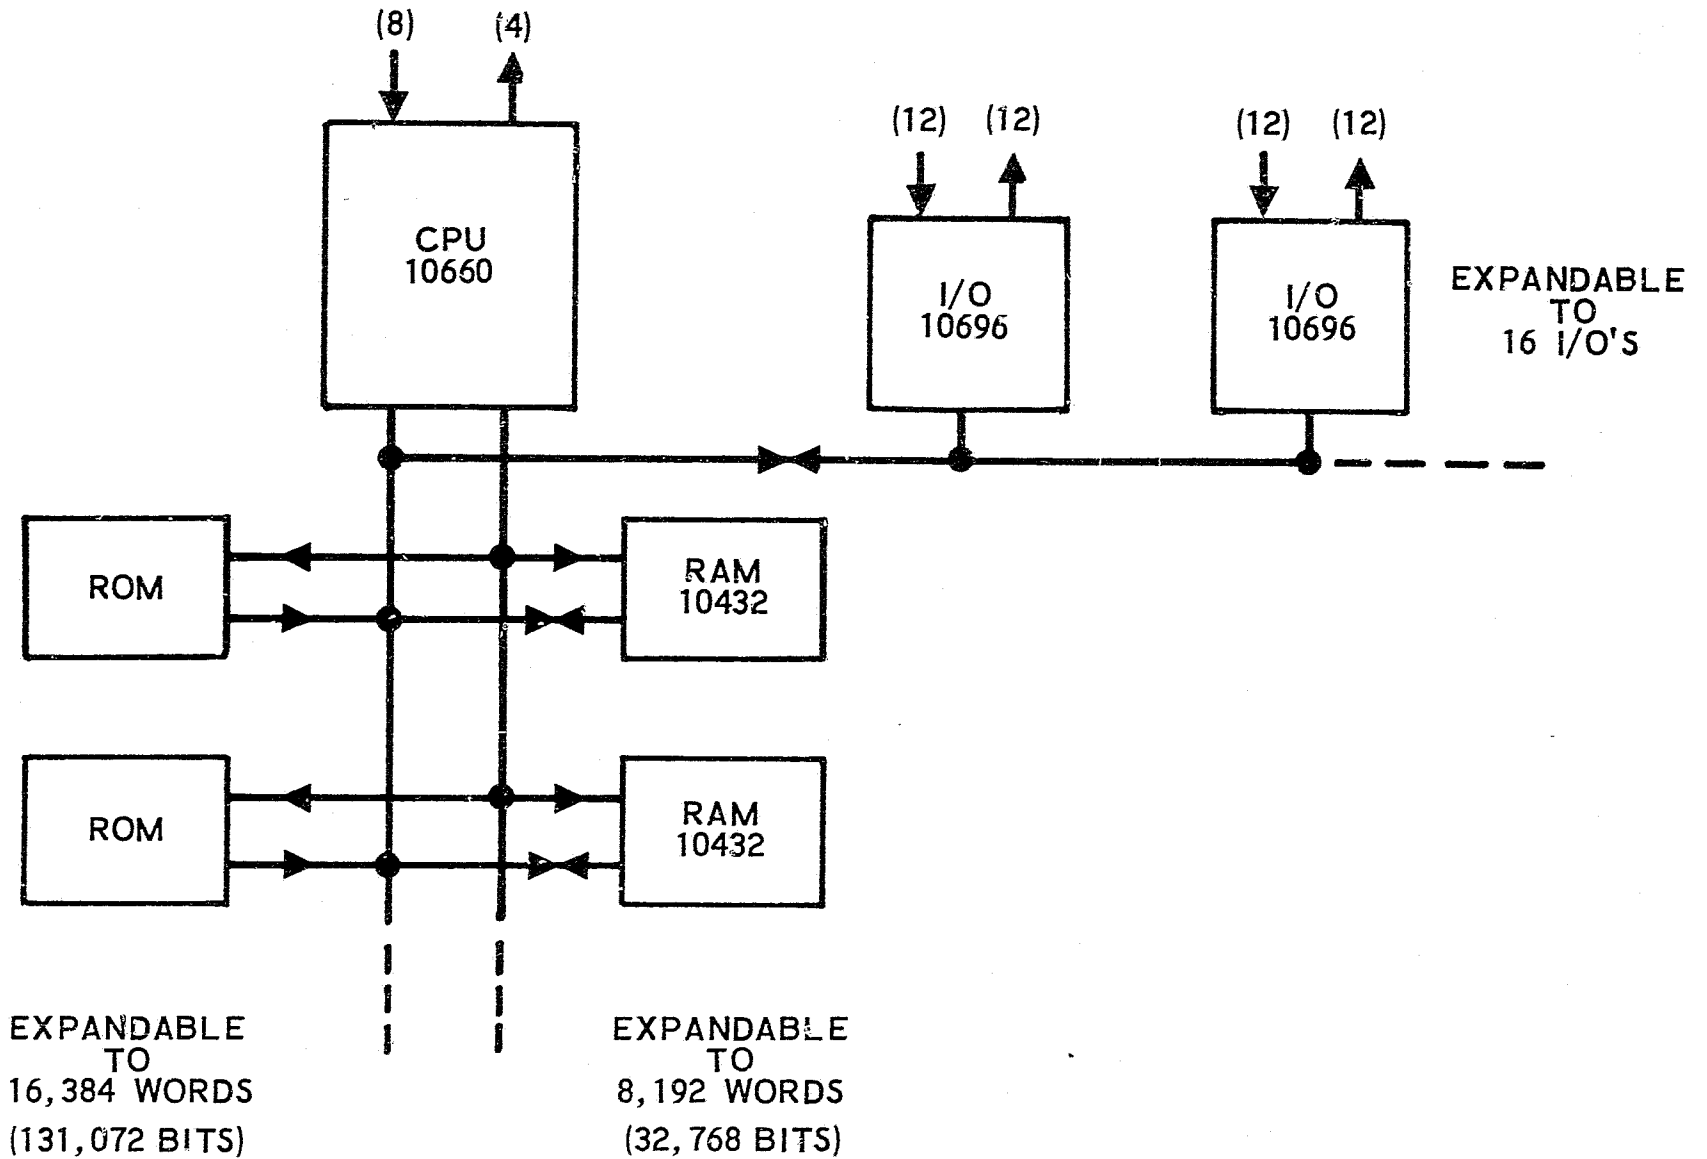 (8) (4)
(12) (12)
(12) (12)
CPU
10660
I/O
10696
I/O
10696
EXPANDABLE
TO
16 I/O'S
ROM
RAM
10432
ROM
RAM
10432
EXPANDABLE
TO
16,384 WORDS
(131,072 BITS)
EXPANDABLE
TO
8,192 WORDS
(32,768 BITS)